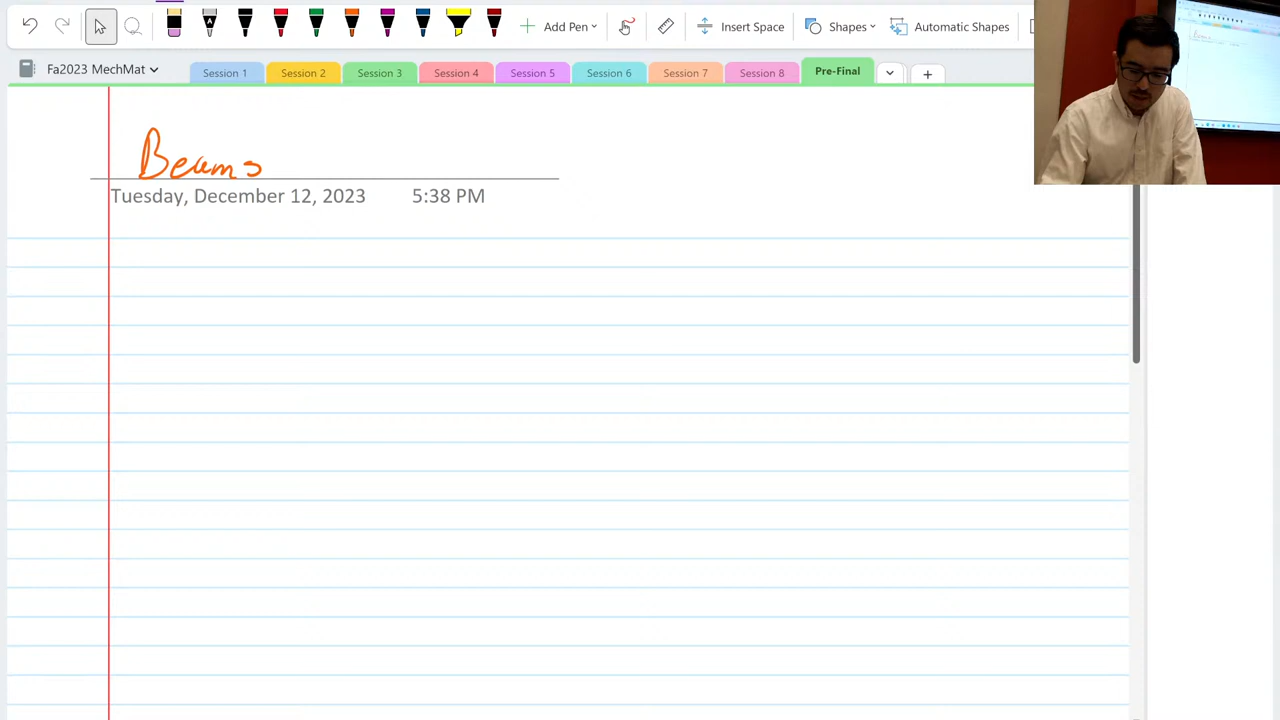 Add Pen
Insert Space
Shapes
Automatic Shapes
Fa2023 MechMat
Session 1
Session 2
Session 3
Session 4
Session 5
Session 6
Session 7
Session 8
Pre-Final
Beams
Tuesday, December 12, 2023 5:38 PM